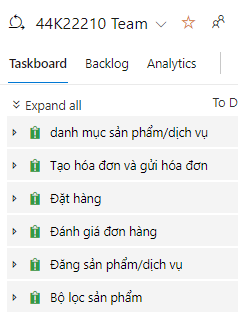 44K22210 Team
Taskboard Backlog Analytics
Expand all To D
danh mục sản phẩm/dịch vụ
Tạo hóa đơn và gửi hóa đơn
Đặt hàng
Đánh giá đơn hàng
Đăng sản phẩm/dịch vụ
Bộ lọc sản phẩm